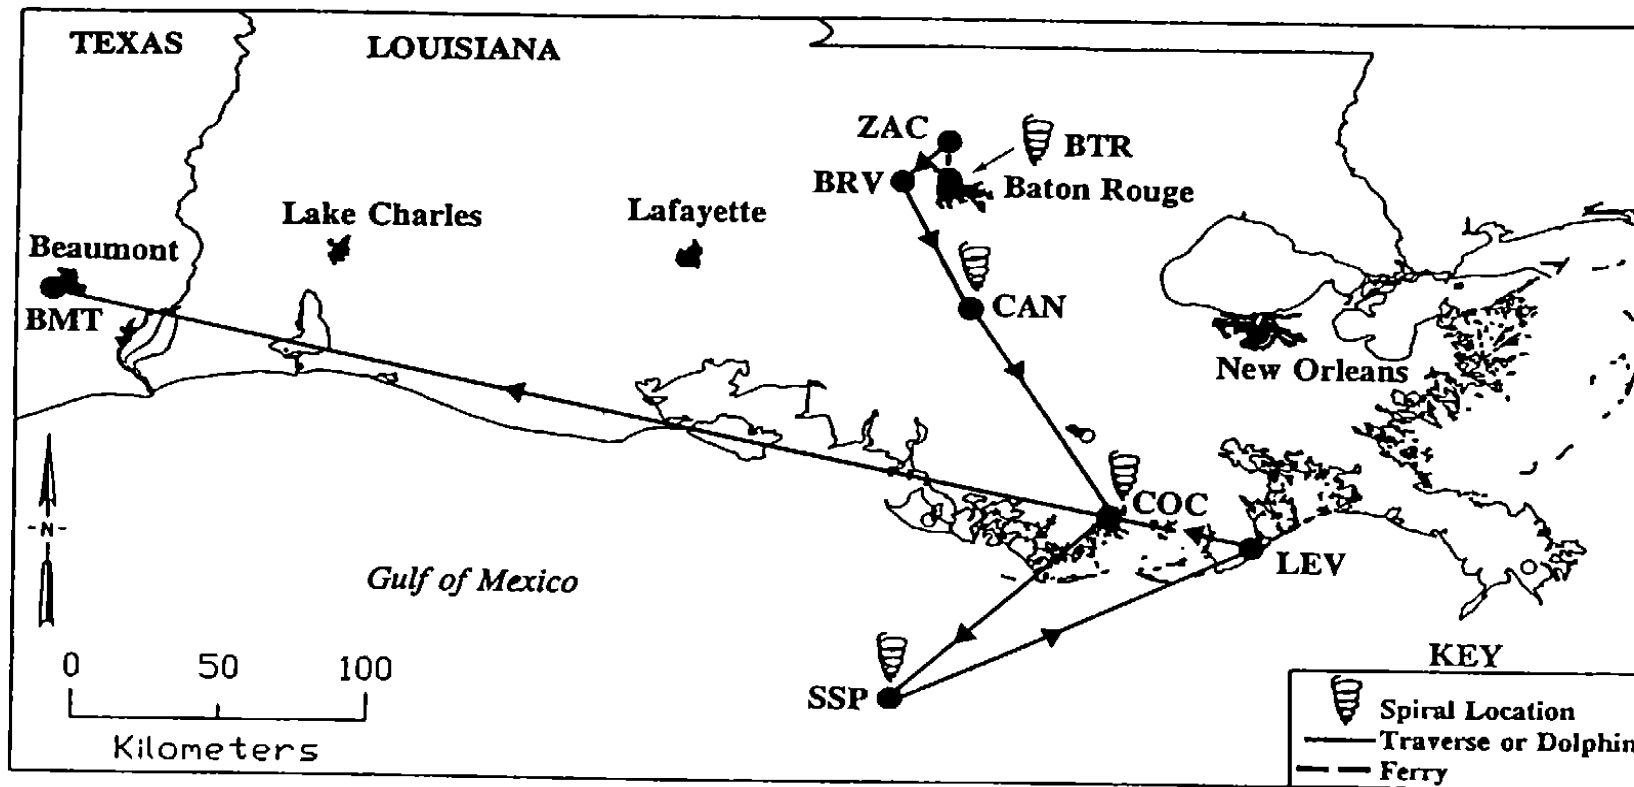 TEXAS
LOUISIANA
ZAC
BTR
BRV
Baton Rouge
Lake Charles
Lafayette
Beaumont
BMT
CAN
New Orleans
COC
LEV
-N-
Gulf of Mexico
0 50 100
Kilometers
SSP
KEY
Spiral Location
Traverse or Dolphin
Ferry